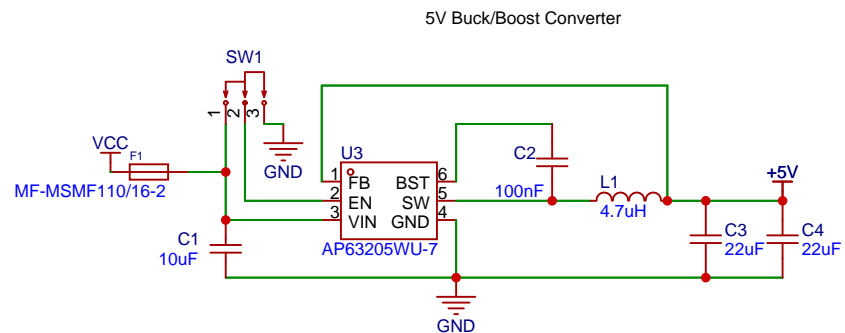 5V Buck/Boost Converter
SW1
1
2
3
VCC
F1
MF-MSMF110/16-2
GND
U3
1
FB
BST
6
2
EN
SW
5
3
VIN
GND
4
AP63205WU-7
C2
100nF
L1
4.7uH
+5V
C1
10uF
C3
22uF
C4
22uF
GND